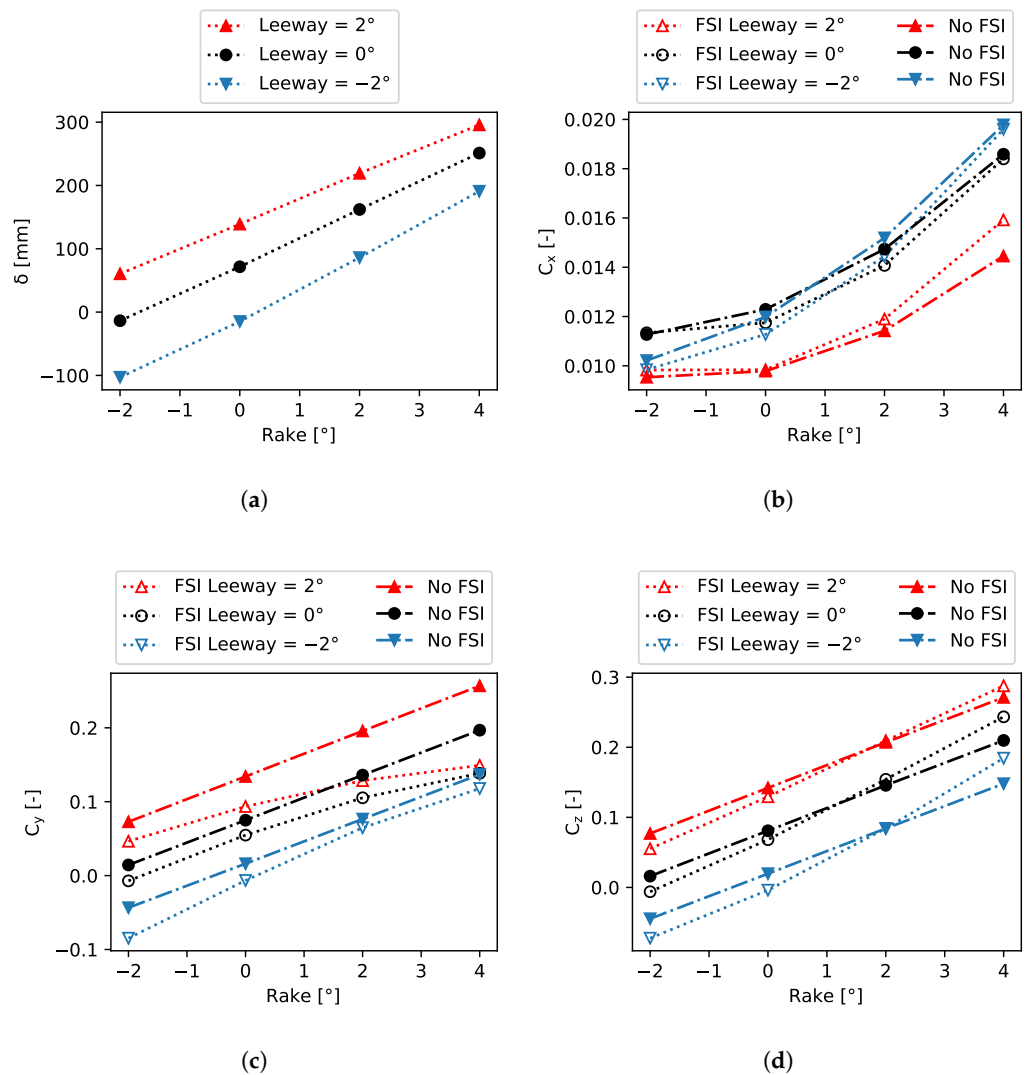 Leeway = 2°
Leeway = 0°
Leeway = −2°
300
200
100
0
−100
δ [mm]
−2 −1 0 1 2 3 4
Rake [°]
(a)
FSI Leeway = 2° No FSI
FSI Leeway = 0° No FSI
FSI Leeway = −2° No FSI
0.020
0.018
0.016
0.014
0.012
0.010
Cx [-]
−2 −1 0 1 2 3 4
Rake [°]
(b)
FSI Leeway = 2° No FSI
FSI Leeway = 0° No FSI
FSI Leeway = −2° No FSI
0.2
0.1
0.0
−0.1
Cy [-]
−2 −1 0 1 2 3 4
Rake [°]
(c)
FSI Leeway = 2° No FSI
FSI Leeway = 0° No FSI
FSI Leeway = −2° No FSI
0.3
0.2
0.1
0.0
Cz [-]
−2 −1 0 1 2 3 4
Rake [°]
(d)